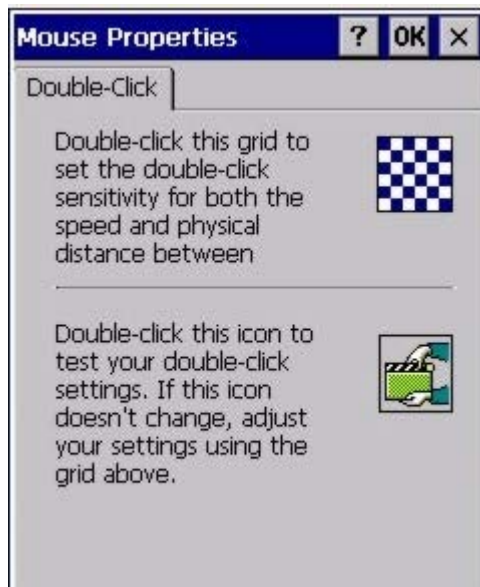 Mouse Properties ? OK ×
Double-Click
Double-click this grid to
set the double-click
sensitivity for both the
speed and physical
distance between
Double-click this icon to
test your double-click
settings. If this icon
doesn't change, adjust
your settings using the
grid above.